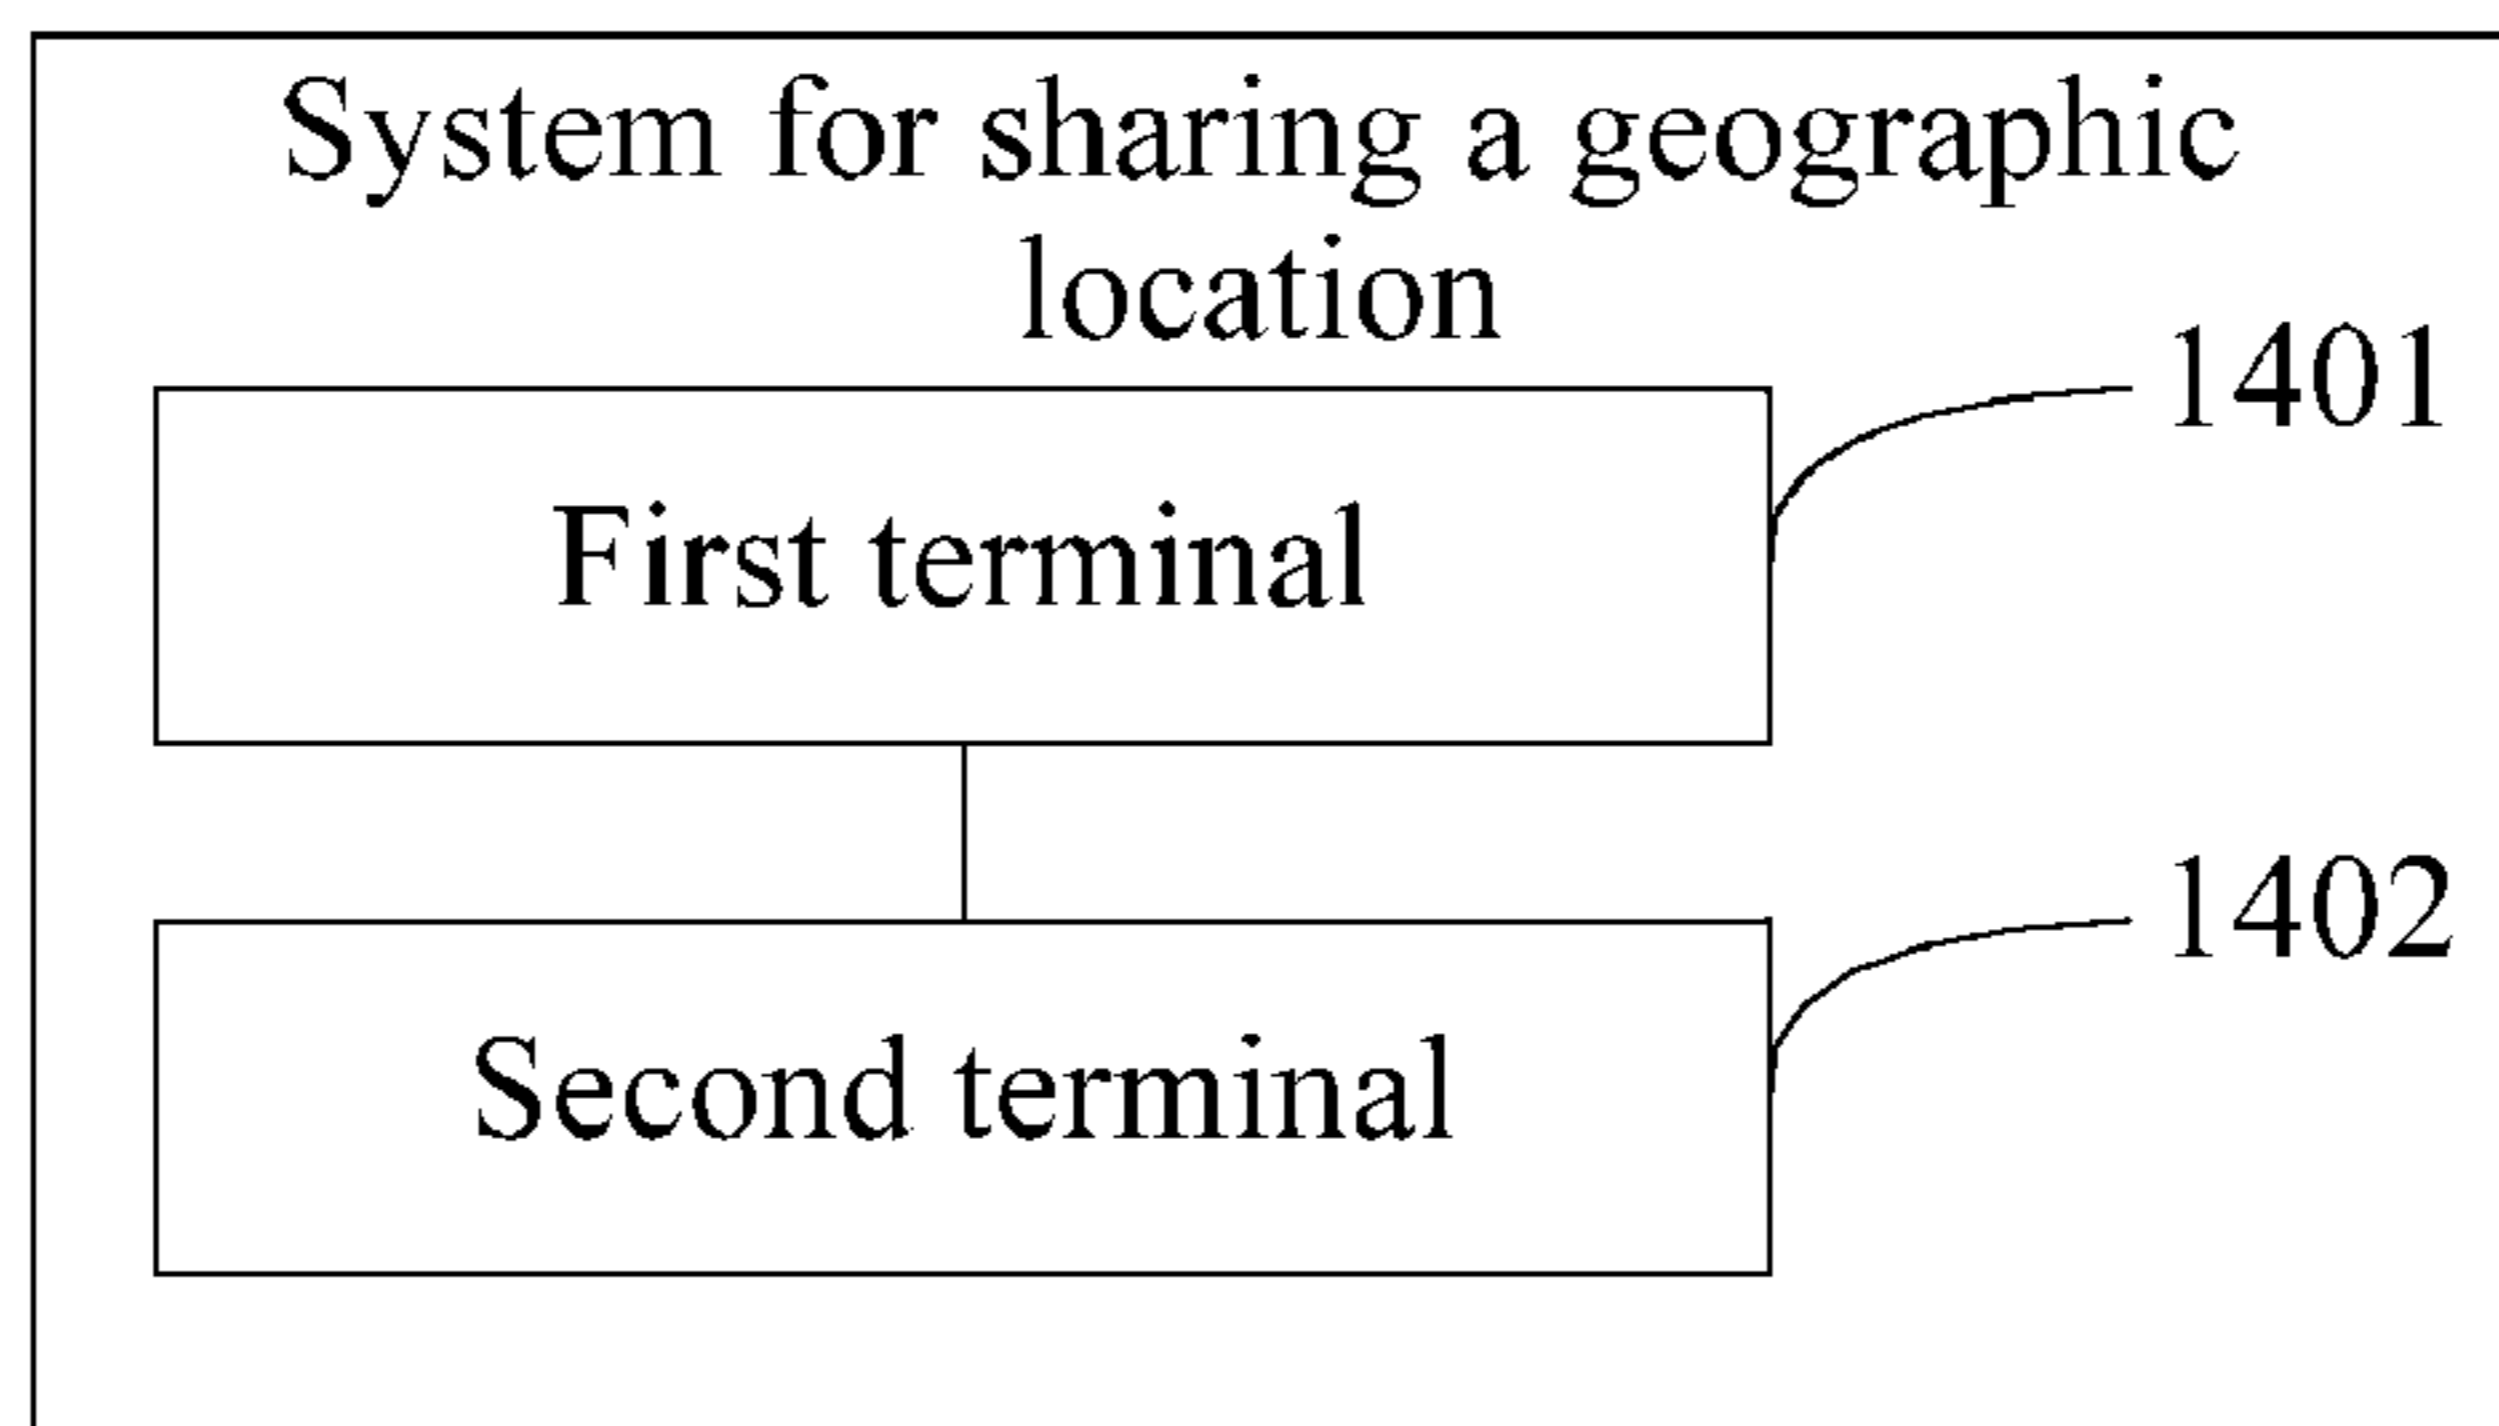 System for sharing a geographic
location
1401
First terminal
1402
Second terminal